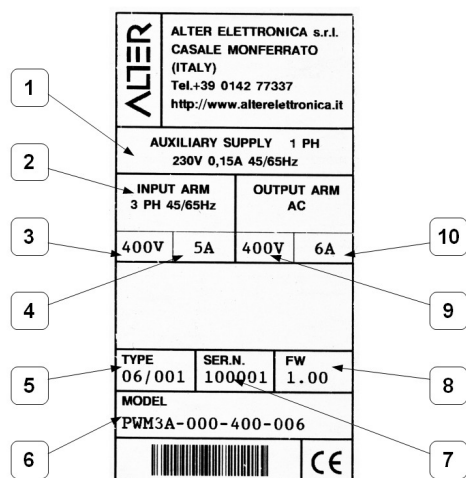 ALTER
ALTER ELETTRONICA s.r.l.
CASALE MONFERRATO
(ITALY)
Tel.+39 0142 77337
http://www.alterelettronica.it
1
AUXILIARY SUPPLY 1 PH
230V 0,15A 45/65Hz
2
INPUT ARM
3 PH 45/65Hz
OUTPUT ARM
AC
3
400V
5A
400V
6A
10
4
9
5
TYPE
06/001
SER.N.
100001
FW
1.00
8
MODEL
PWM3A-000-400-006
6
7
CE